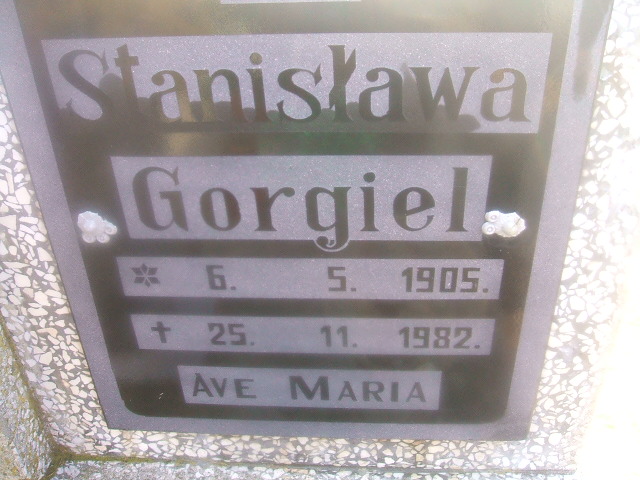 Stanisława
Gorgiel
* 6. 5. 1905.
† 25. 11. 1982.
AVE MARIA